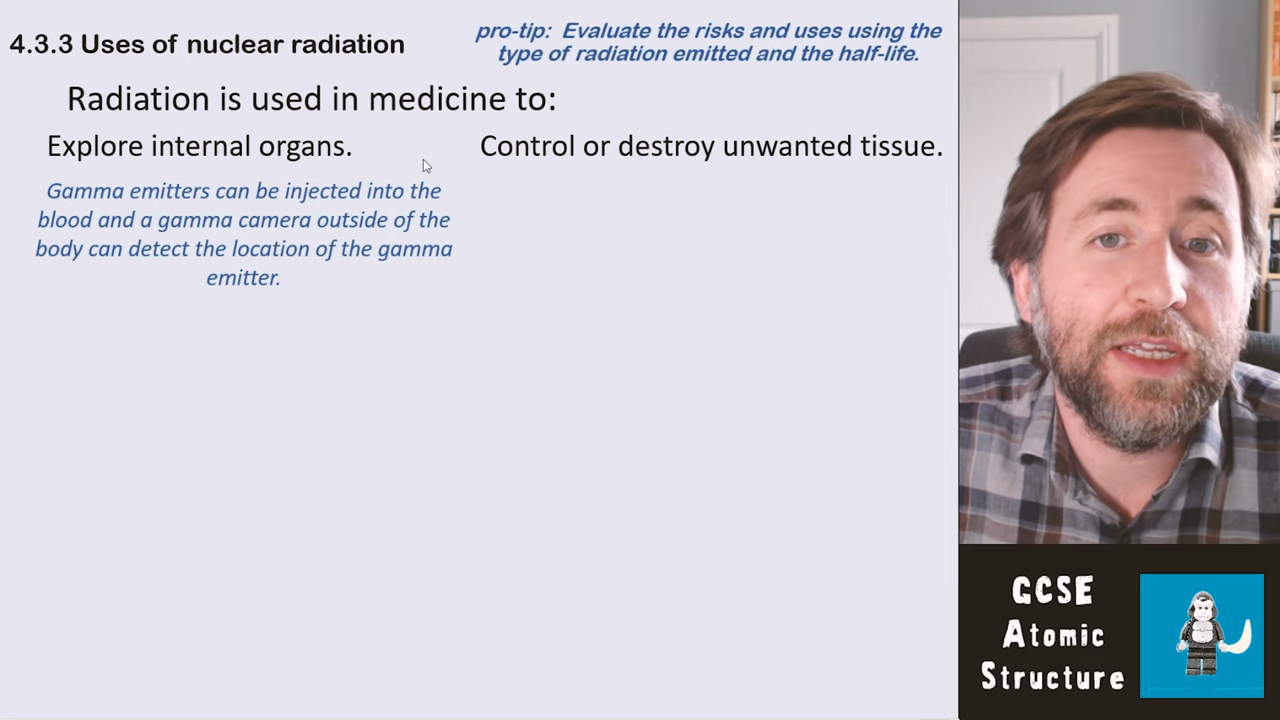 4.3.3 Uses of nuclear radiation
pro-tip: Evaluate the risks and uses using the
type of radiation emitted and the half-life.
Radiation is used in medicine to:
Explore internal organs.
Gamma emitters can be injected into the
blood and a gamma camera outside of the
body can detect the location of the gamma
emitter.
Control or destroy unwanted tissue.
GCSE
Atomic
Structure